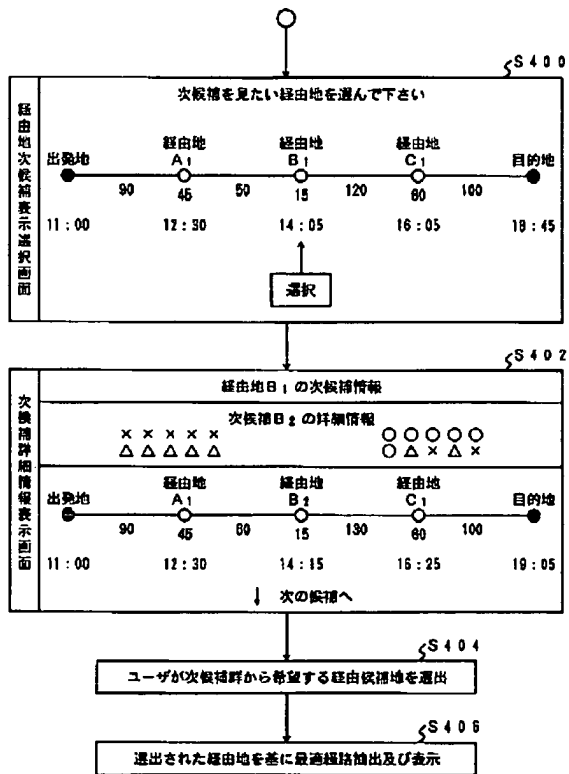 S400
経由地次候補表示選択画面
次候補を見たい経由地を選んで下さい
出発地 経由地 A1 経由地 B1 経由地 C1 目的地
90 45 50 15 120 60 100
11:00 12:30 14:05 16:05 18:45
選択
S402
次候補詳細情報表示画面
経由地B1の次候補情報
次候補B2の詳細情報
××××× ○○○○○
△△△△△ ○△×△×
出発地 経由地 A1 経由地 B2 経由地 C1 目的地
90 45 60 15 130 60 100
11:00 12:30 14:15 16:25 19:05
↓ 次の候補へ
S404
ユーザが次候補群から希望する経由候補地を選出
S406
選出された経由地を基に最適経路抽出及び表示